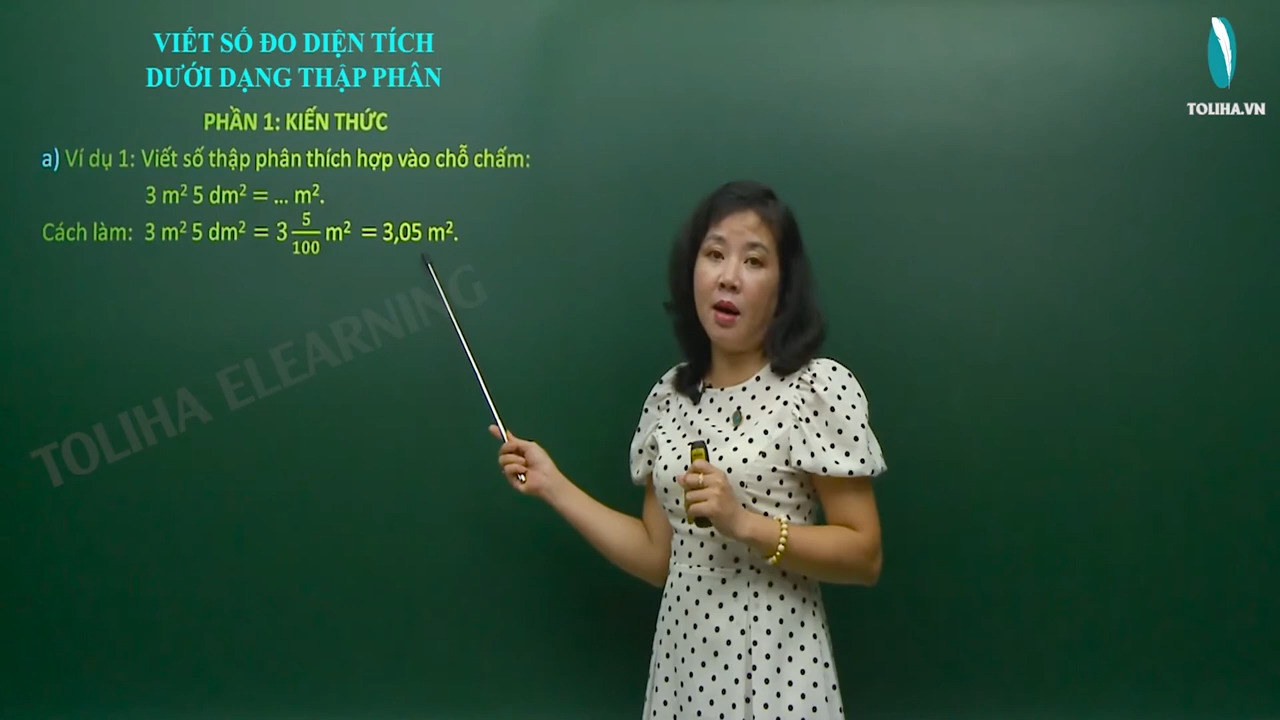 VIẾT SỐ ĐO DIỆN TÍCH
DƯỚI DẠNG THẬP PHÂN
PHẦN 1: KIẾN THỨC
a) Ví dụ 1: Viết số thập phân thích hợp vào chỗ chấm:
3 m² 5 dm² = ... m².
Cách làm: 3 m² 5 dm² = 3 5/100 m² = 3,05 m².
TOLIHA.VN
TOLIHA ELEARNING